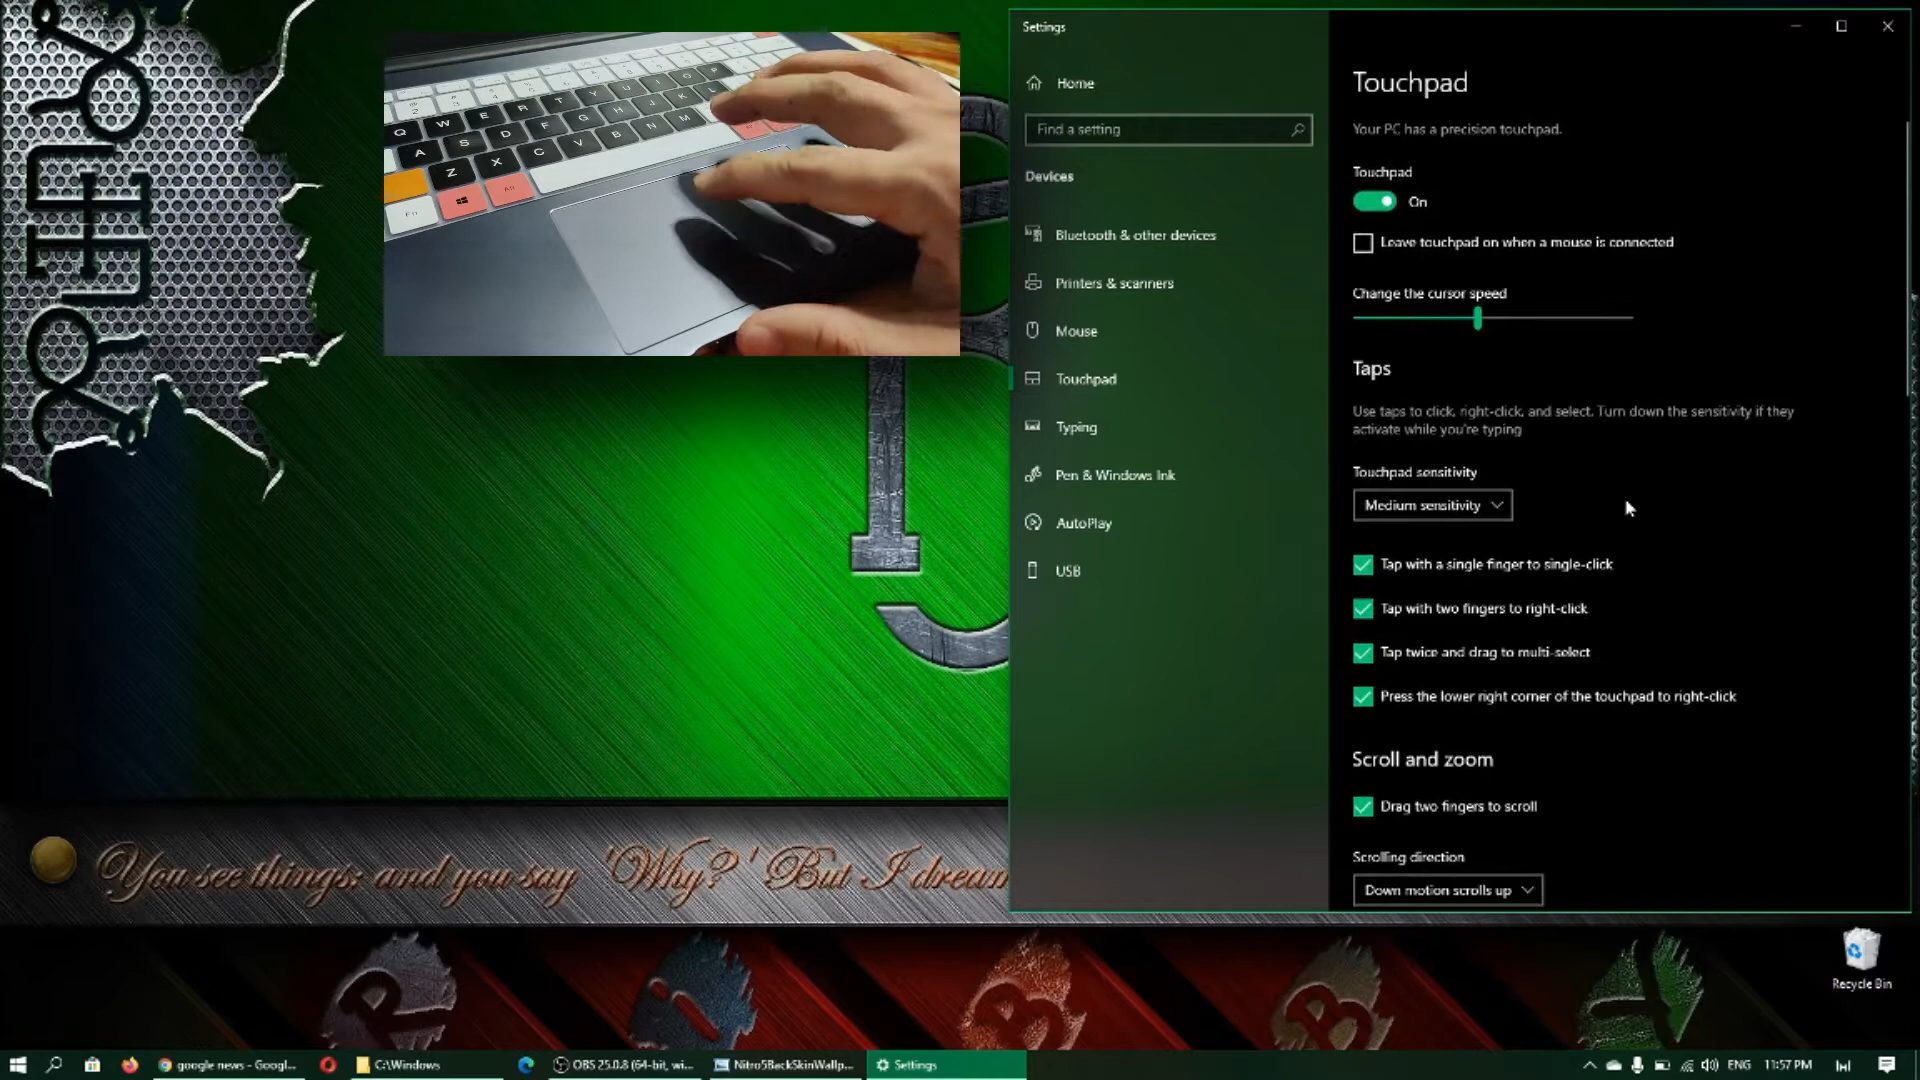 Settings
Home
Find a setting
Devices
Bluetooth & other devices
Printers & scanners
Mouse
Touchpad
Typing
Pen & Windows Ink
AutoPlay
USB
Touchpad
Your PC has a precision touchpad.
Touchpad
On
Leave touchpad on when a mouse is connected
Change the cursor speed
Taps
Use taps to click, right-click, and select. Turn down the sensitivity if they
activate while you're typing
Touchpad sensitivity
Medium sensitivity
Tap with a single finger to single-click
Tap with two fingers to right-click
Tap twice and drag to multi-select
Press the lower right corner of the touchpad to right-click
Scroll and zoom
Drag two fingers to scroll
Scrolling direction
Down motion scrolls up
Q W E R T Y U I O P
A S D F G H J K L
Z X C V B N M
Fn Alt
You see things; and you say 'Why?' But I dream
R i B B Y
Recycle Bin
google news - Googl...
C:\Windows
OBS 25.0.8 (64-bit, wi...
Nitro5BackSkinWallp...
Settings
ENG
11:57 PM